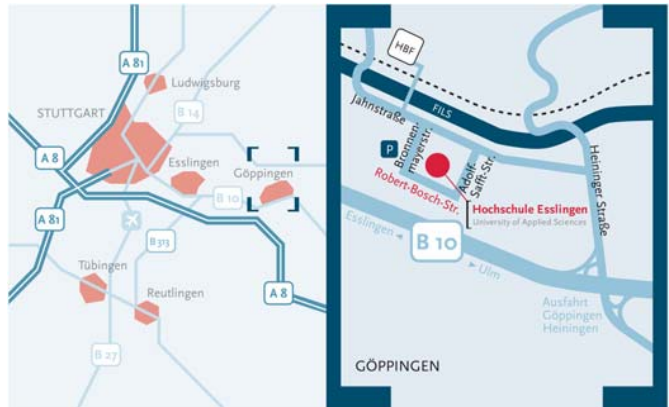 A 81
Ludwigsburg
STUTTGART
B 14
A 8
Esslingen
Göppingen
B 10
A 81
B 313
Tübingen
Reutlingen
A 8
B 27
HBF
Jahnstraße
FILS
P
Bronnen-
mayerstr.
Adolf-
Safft-Str.
Heininger Straße
Robert-Bosch-Str.
Hochschule Esslingen
University of Applied Sciences
Esslingen
B 10
Ulm
Ausfahrt
Göppingen
Heiningen
GÖPPINGEN